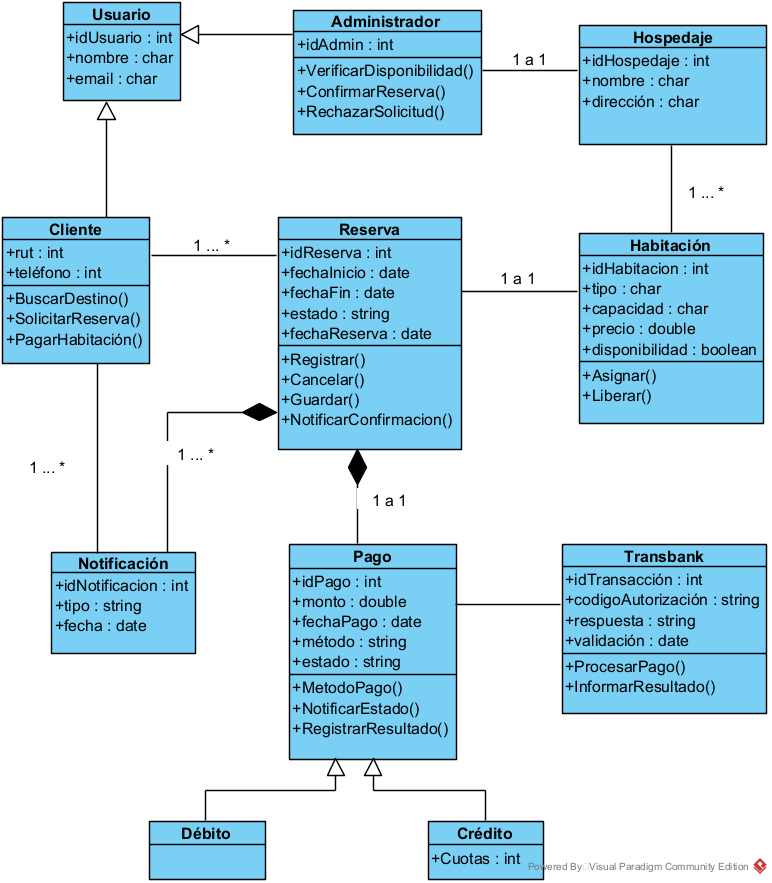 Usuario
+idUsuario : int
+nombre : char
+email : char
Administrador
+idAdmin : int
+VerificarDisponibilidad()
+ConfirmarReserva()
+RechazarSolicitud()
1 a 1
Hospedaje
+idHospedaje : int
+nombre : char
+dirección : char
1 ... *
Cliente
+rut : int
+teléfono : int
+BuscarDestino()
+SolicitarReserva()
+PagarHabitación()
1 ... *
Reserva
+idReserva : int
+fechaInicio : date
+fechaFin : date
+estado : string
+fechaReserva : date
+Registrar()
+Cancelar()
+Guardar()
+NotificarConfirmacion()
1 a 1
Habitación
+idHabitacion : int
+tipo : char
+capacidad : char
+precio : double
+disponibilidad : boolean
+Asignar()
+Liberar()
1 ... *
1 ... *
1 a 1
Notificación
+idNotificacion : int
+tipo : string
+fecha : date
Pago
+idPago : int
+monto : double
+fechaPago : date
+método : string
+estado : string
+MetodoPago()
+NotificarEstado()
+RegistrarResultado()
Transbank
+idTransacción : int
+codigoAutorización : string
+respuesta : string
+validación : date
+ProcesarPago()
+InformarResultado()
Débito
Crédito
+Cuotas : int
Powered By Visual Paradigm Community Edition